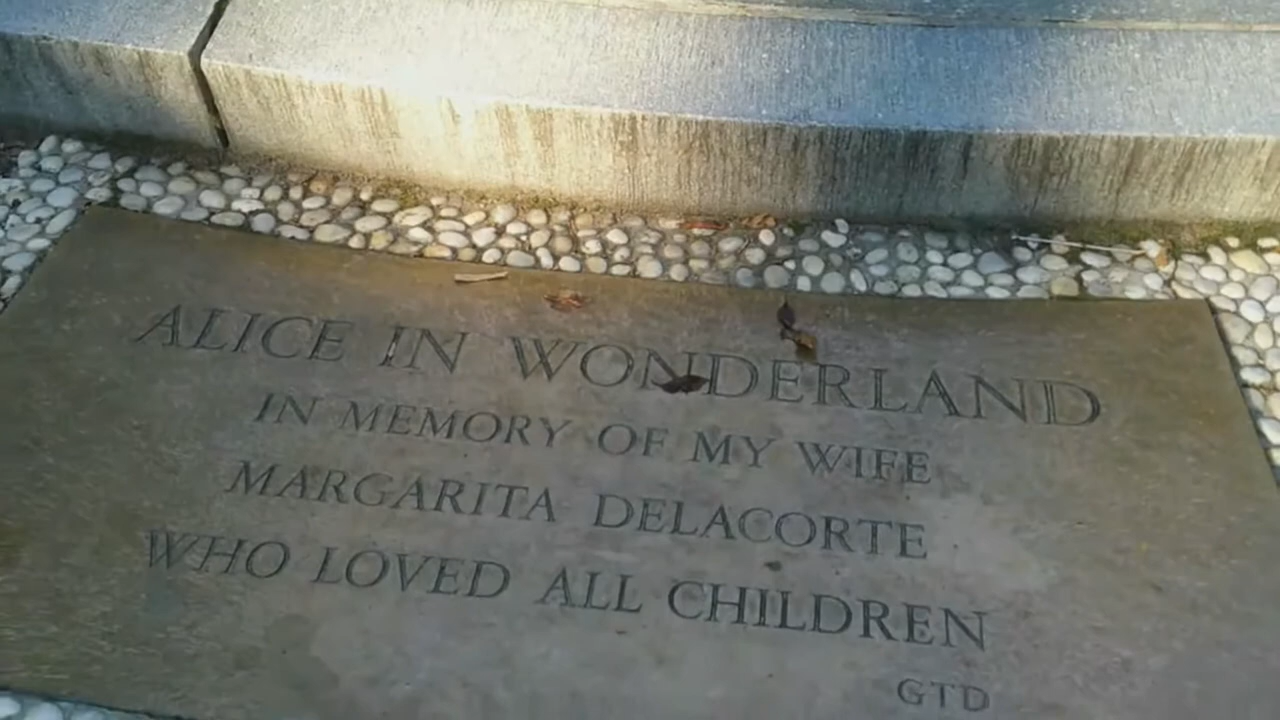 ALICE IN WONDERLAND
IN MEMORY OF MY WIFE
MARGARITA DELACORTE
WHO LOVED ALL CHILDREN
GTD